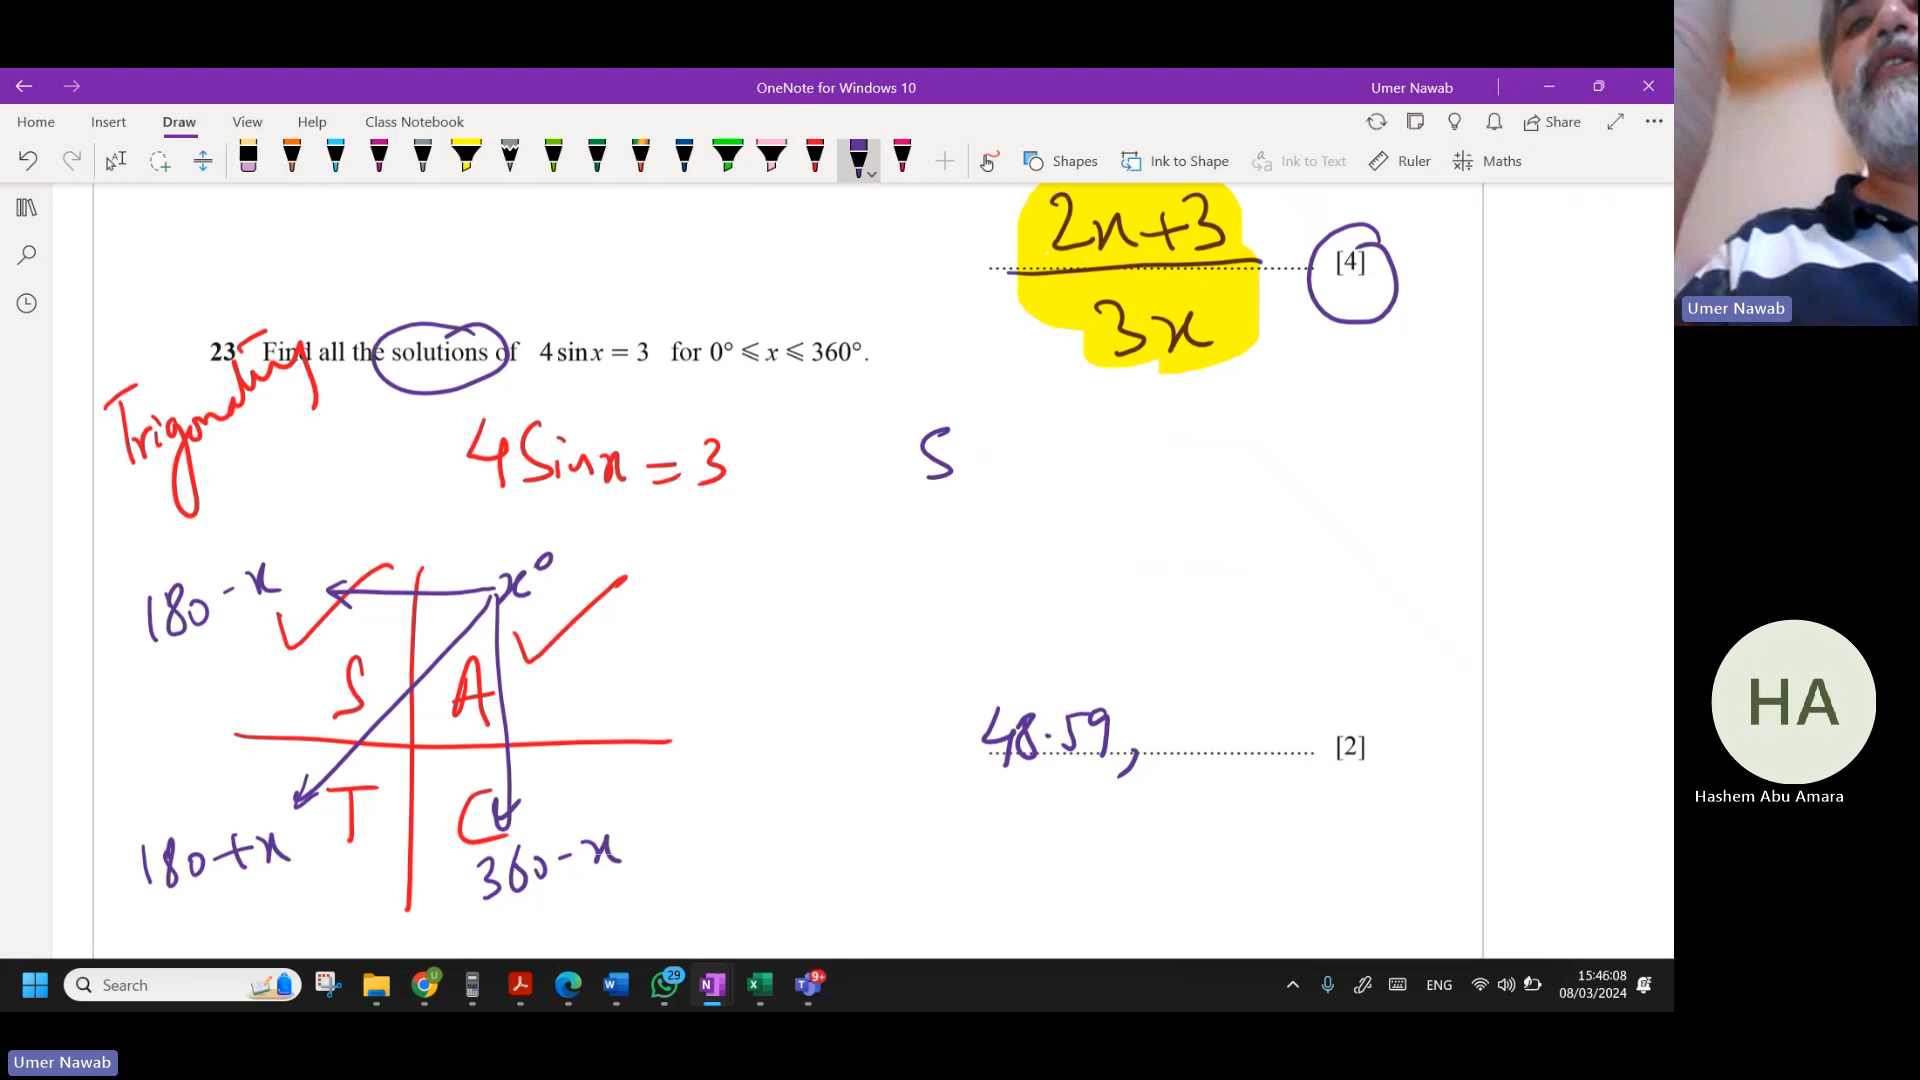 OneNote for Windows 10
Umer Nawab
Home Insert Draw View Help Class Notebook
Share
Shapes Ink to Shape Ink to Text Ruler Maths
2x+3
3x
[4]
23 Find all the solutions of 4 sin x = 3 for 0° ⩽ x ⩽ 360°.
4 Sin x = 3
S
180 - x
x°
S A
T C
180 + x
360 - x
48.59,
[2]
Umer Nawab
HA
Hashem Abu Amara
Search
U
29
9+
ENG
15:46:08
08/03/2024
Umer Nawab